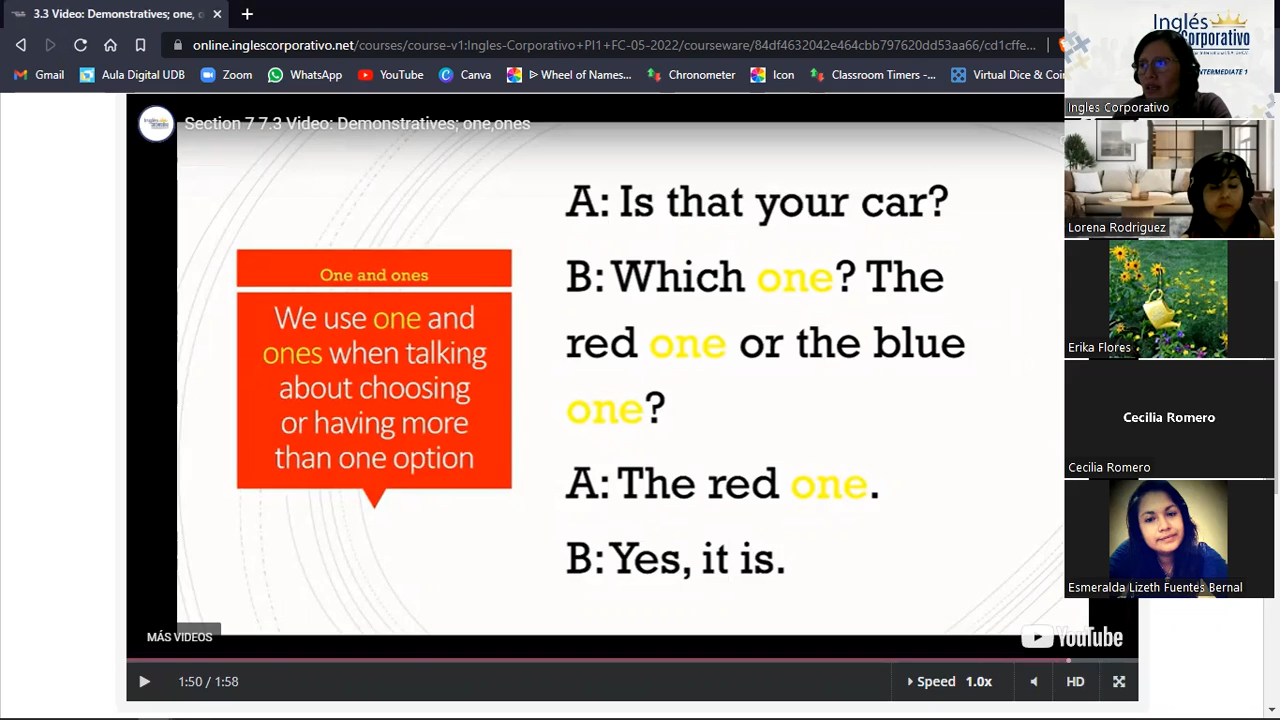 3.3 Video: Demonstratives; one, o
online.inglescorporativo.net/courses/course-v1:Ingles-Corporativo+PI1+FC-05-2022/courseware/84df4632042e464cbb797620dd53aa66/cd1cffe...
Gmail
Aula Digital UDB
Zoom
WhatsApp
YouTube
Canva
▷ Wheel of Names...
Chronometer
Icon
Classroom Timers -...
Virtual Dice & Coi
Section 7 7.3 Video: Demonstratives; one,ones
One and ones
We use one and
ones when talking
about choosing
or having more
than one option
A: Is that your car?
B: Which one? The
red one or the blue
one?
A: The red one.
B: Yes, it is.
MÁS VIDEOS
YouTube
1:50 / 1:58
Speed 1.0x
HD
Inglés
Corporativo
INTERMEDIATE 1
Ingles Corporativo
Lorena Rodriguez
Erika Flores
Cecilia Romero
Cecilia Romero
Esmeralda Lizeth Fuentes Bernal